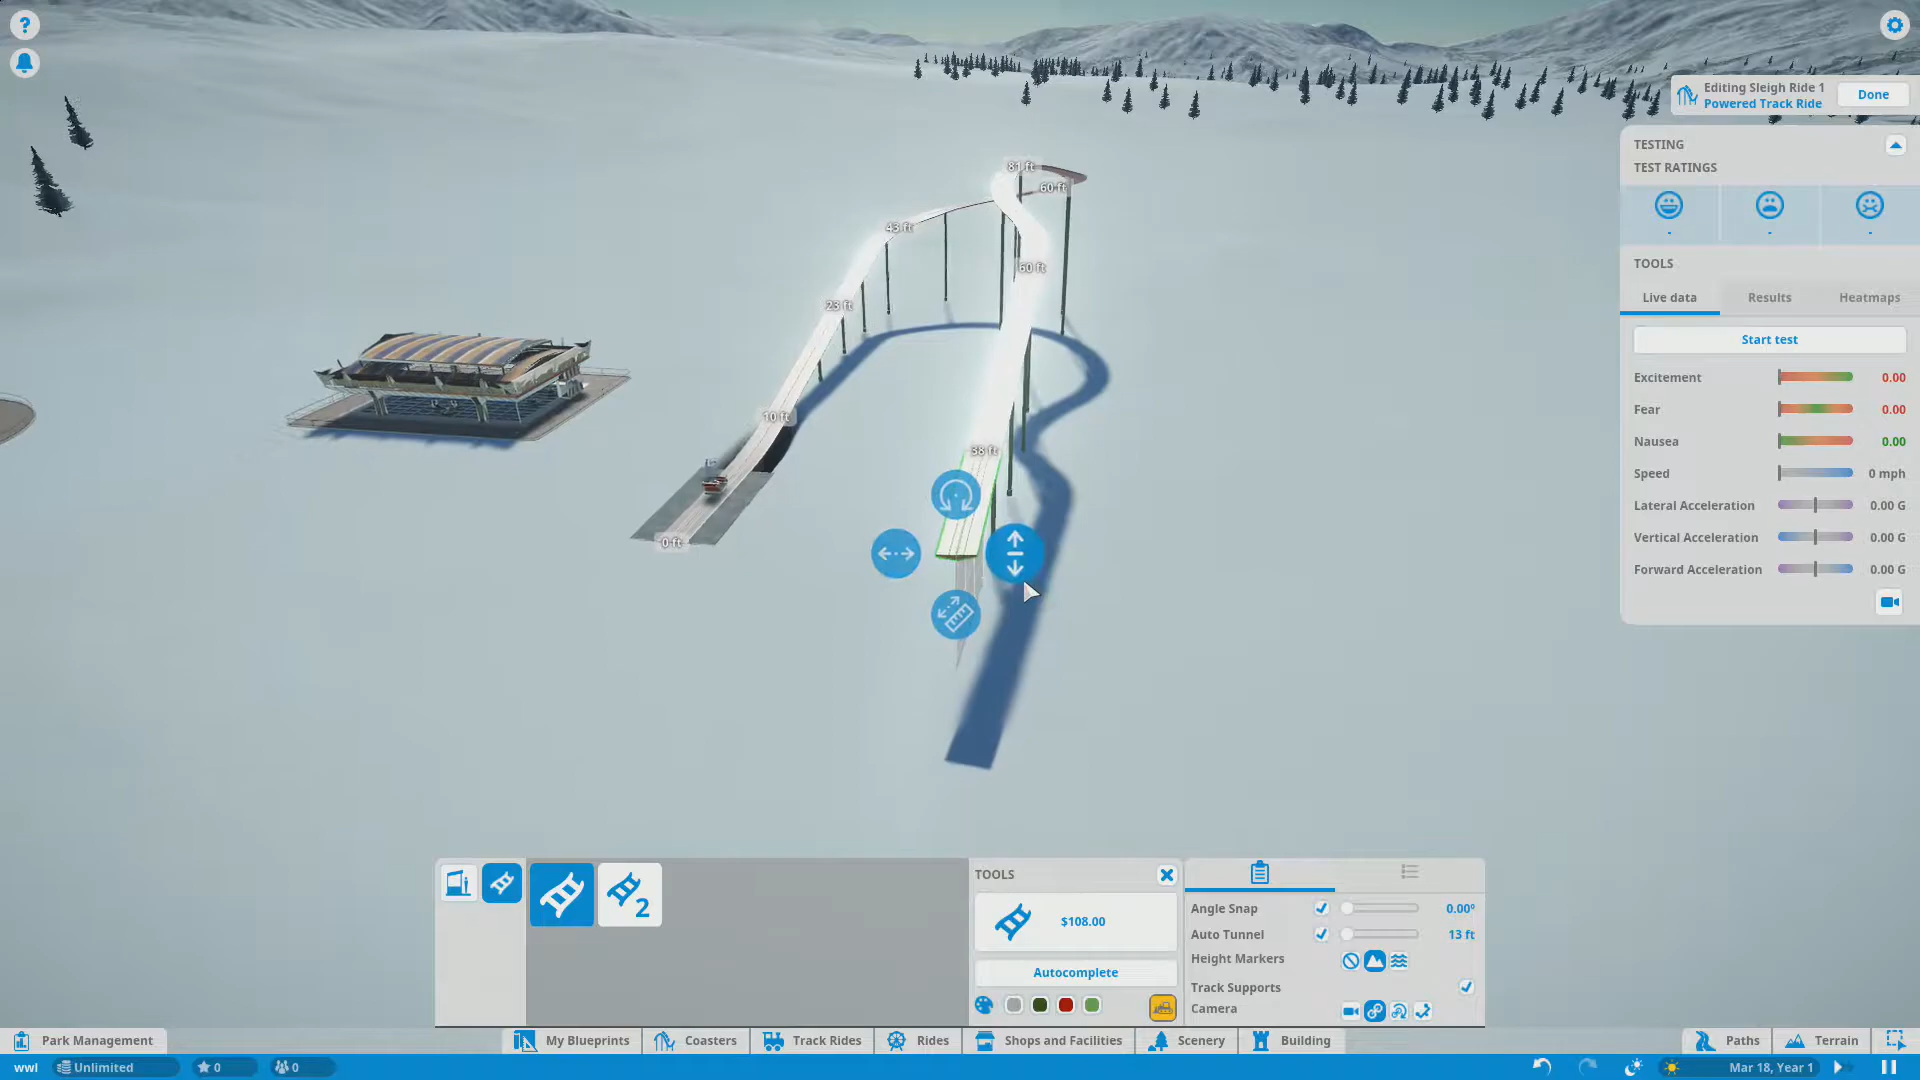 ?
Editing Sleigh Ride 1
Powered Track Ride
Done
TESTING
TEST RATINGS
-
-
-
TOOLS
Live data
Results
Heatmaps
Start test
Excitement
0.00
Fear
0.00
Nausea
0.00
Speed
0 mph
Lateral Acceleration
0.00 G
Vertical Acceleration
0.00 G
Forward Acceleration
0.00 G
81 ft
60 ft
43 ft
60 ft
23 ft
10 ft
38 ft
0 ft
2
TOOLS
$108.00
Autocomplete
Angle Snap
0.00°
Auto Tunnel
13 ft
Height Markers
Track Supports
Camera
Park Management
My Blueprints
Coasters
Track Rides
Rides
Shops and Facilities
Scenery
Building
Paths
Terrain
wwl
Unlimited
0
0
Mar 18, Year 1